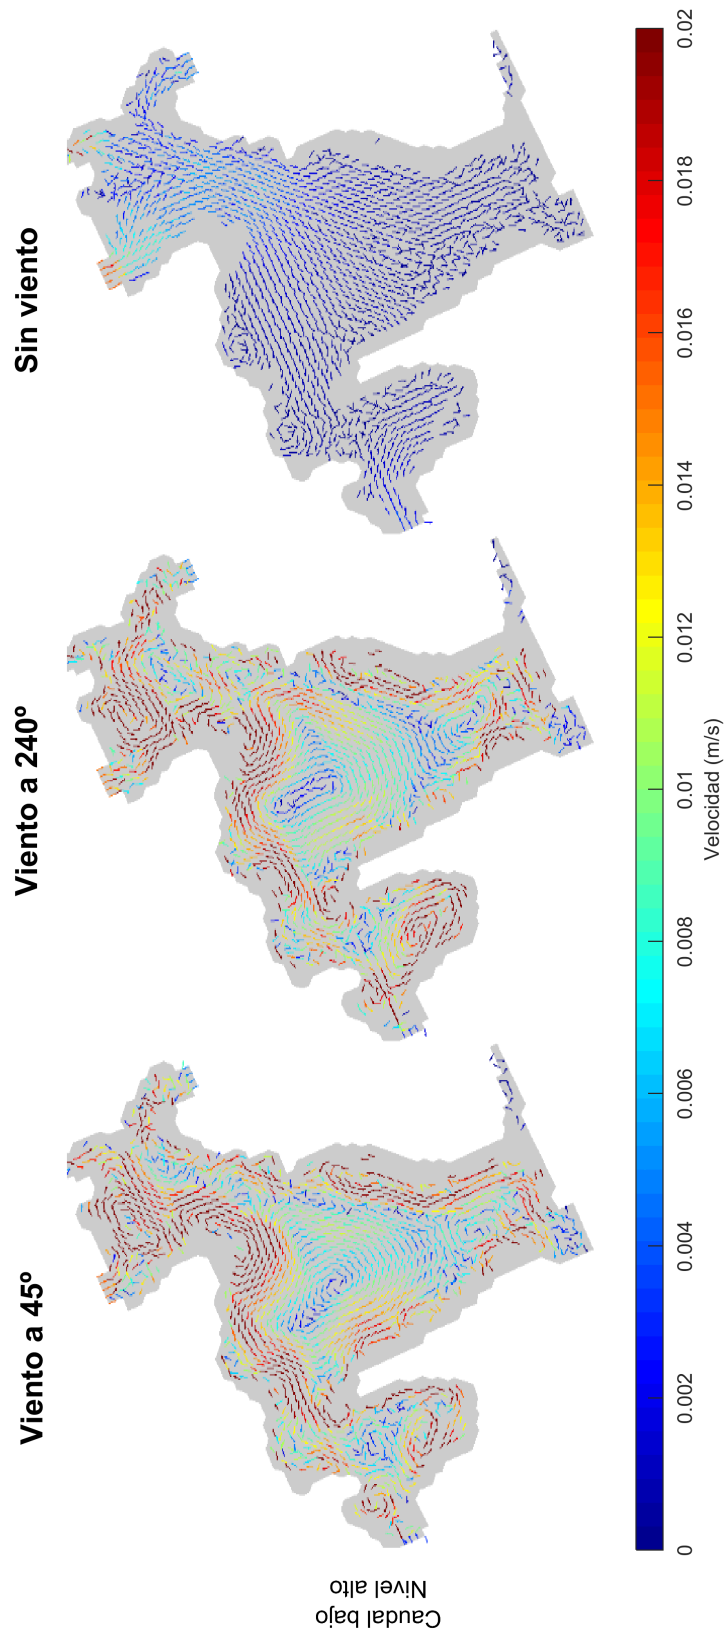 Viento a 45º
Viento a 240º
Sin viento
Caudal bajo
Nivel alto
0
0.002
0.004
0.006
0.008
0.01
0.012
0.014
0.016
0.018
0.02
Velocidad (m/s)